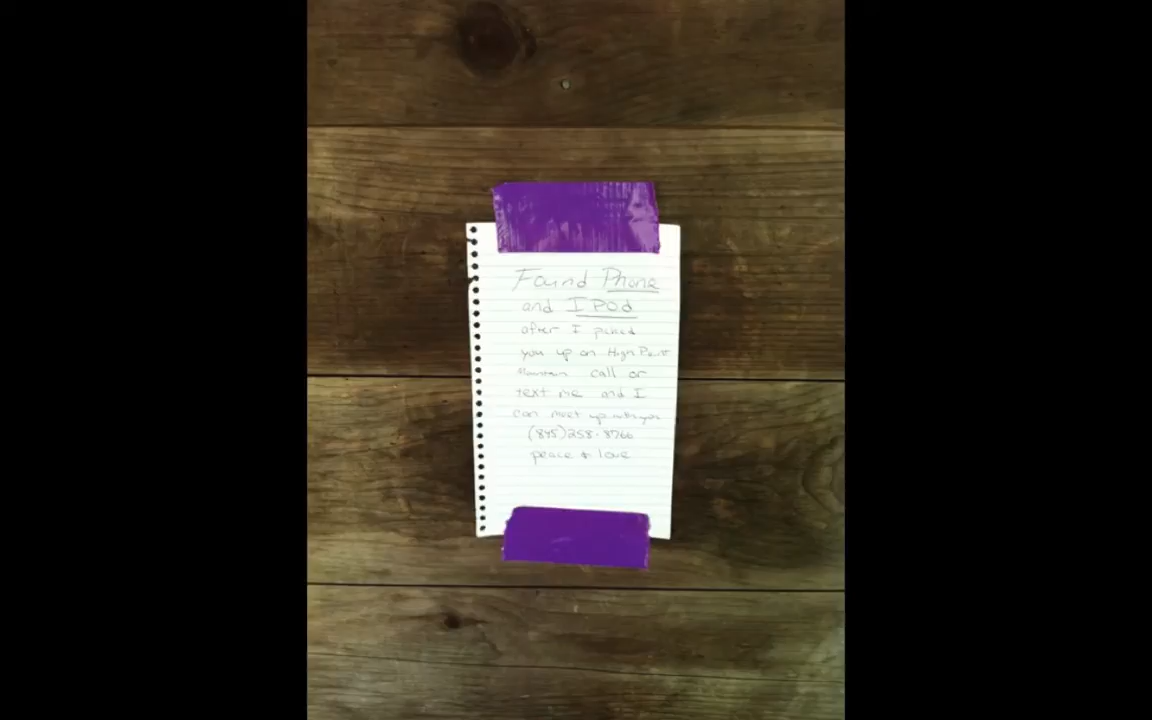 Found Phone
and IPod
after I picked
you up on High Point
Mountain call or
text me and I
can meet up with you
(845)258-8766
peace & love